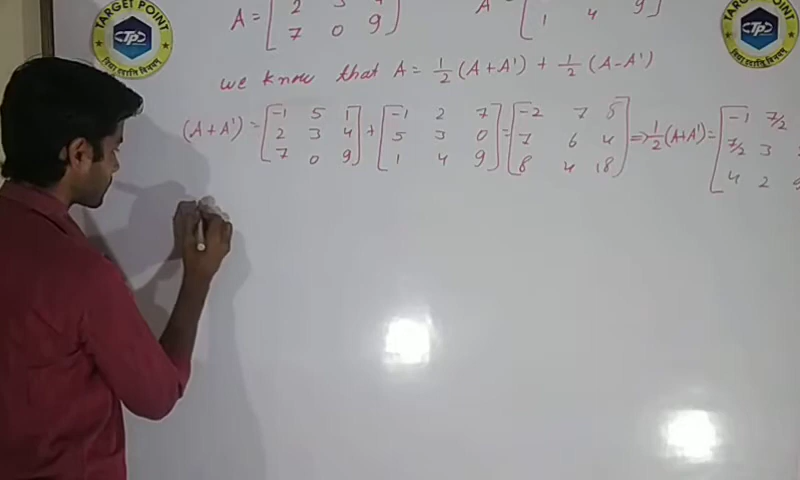 TARGET POINT
TPD
A = [ 2 3
7 0 9 ]
A
1 4 9
TARGET POINT
TPD
we know that A = 1/2 (A+A') + 1/2 (A-A')
(A+A') = [-1 5 1; 2 3 4; 7 0 9] + [-1 2 7; 5 3 0; 1 4 9] = [-2 7 8; 7 6 4; 8 4 18] ⇒ 1/2 (A+A') = [-1 7/2; 7/2 3; 4 2